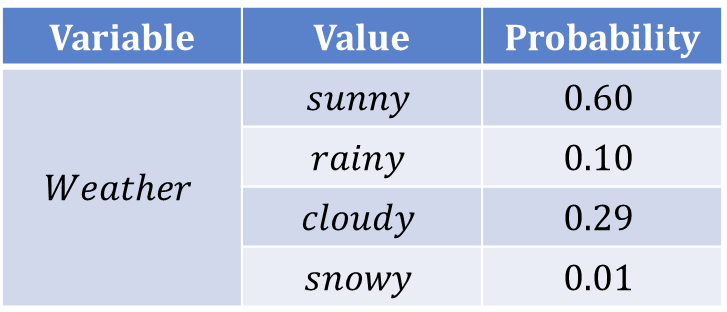 Variable Value Probability
sunny 0.60
rainy 0.10
Weather
cloudy 0.29
snowy 0.01